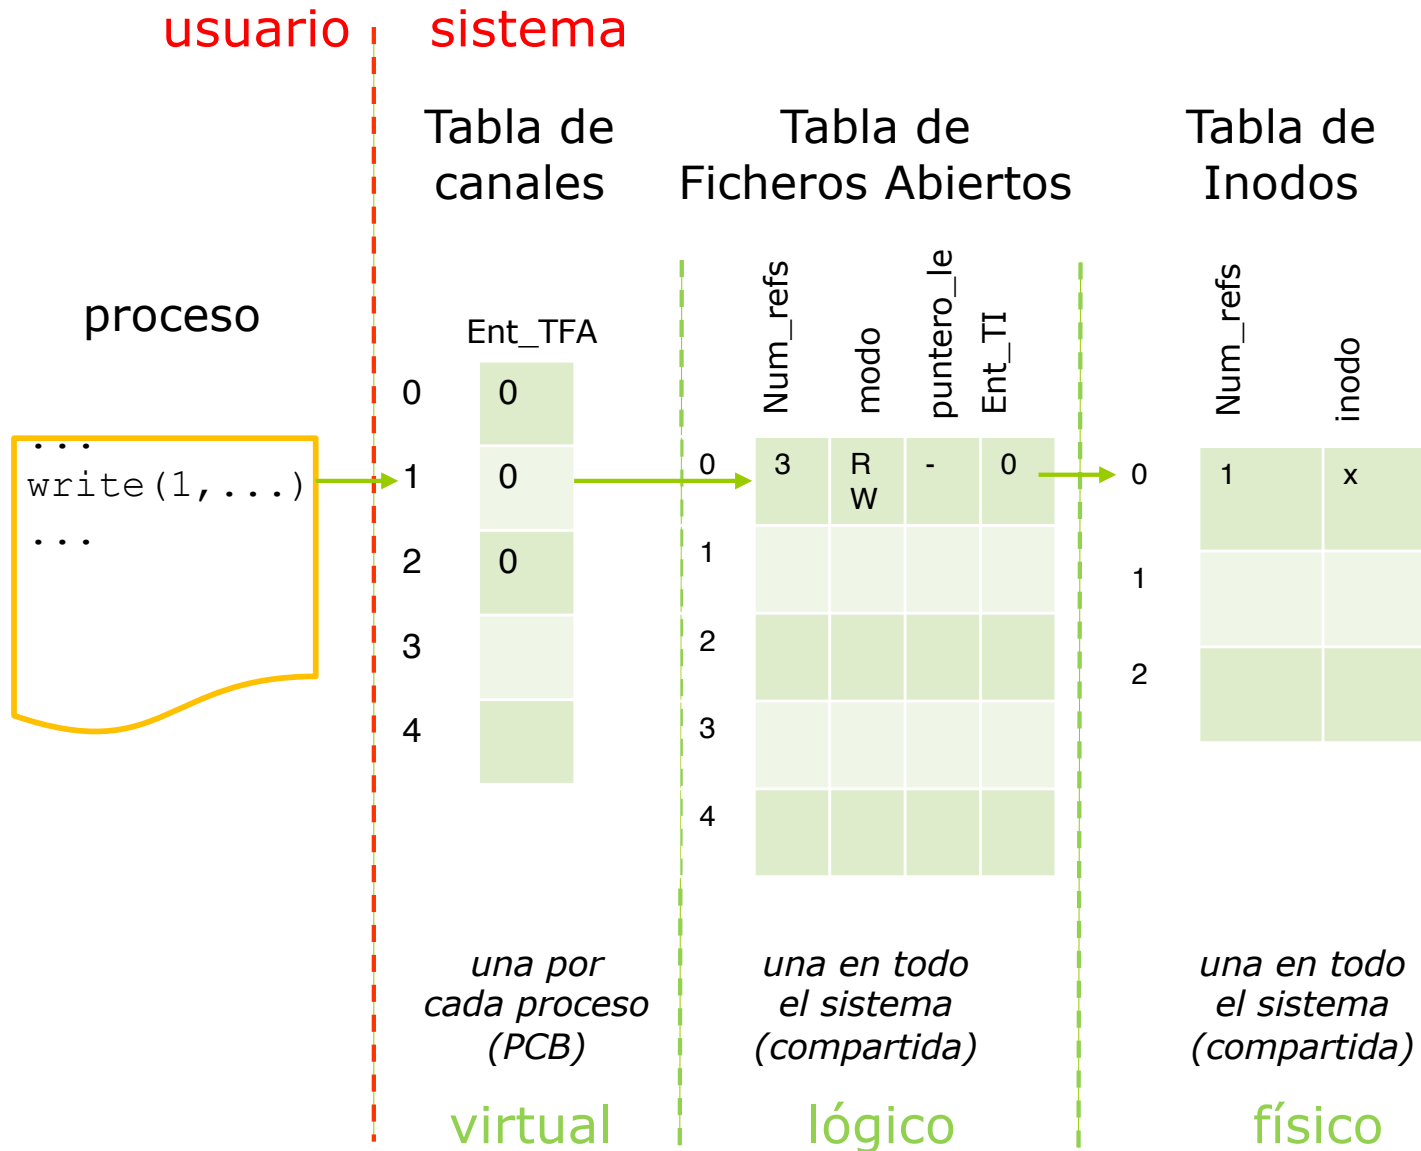 usuario
sistema
Tabla de
canales
Tabla de
Ficheros Abiertos
Tabla de
Inodos
proceso
Ent_TFA
Num_refs
modo
puntero_le
Ent_TI
Num_refs
inodo
...
write(1,...)
...
0 0
1 0
2 0
3
4
0 3 R W - 0
1
2
3
4
0 1 x
1
2
una por
cada proceso
(PCB)
una en todo
el sistema
(compartida)
una en todo
el sistema
(compartida)
virtual
lógico
físico